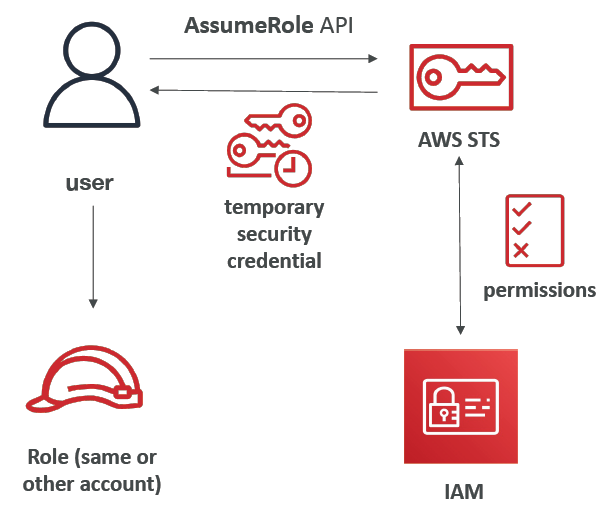 AssumeRole API
AWS STS
user
temporary
security
credential
permissions
Role (same or
other account)
IAM